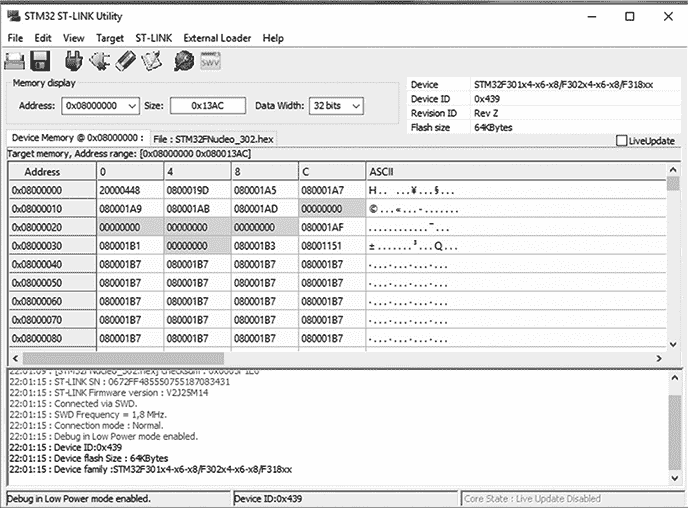 STM32 ST-LINK Utility
File Edit View Target ST-LINK External Loader Help
SWV
Memory display
Address: 0x08000000 Size: 0x13AC Data Width: 32 bits
Device STM32F301x4-x6-x8/F302x4-x6-x8/F318xx
Device ID 0x439
Revision ID Rev Z
Flash size 64KBytes
LiveUpdate
Device Memory @ 0x08000000 : File : STM32FNucleo_302.hex
Target memory, Address range: [0x08000000 0x080013AC]
Address 0 4 8 C ASCII
0x08000000 20000448 0800019D 080001A5 080001A7 H.. ...¥...§...
0x08000010 080001A9 080001AB 080001AD 00000000 ©...«...-.......
0x08000020 00000000 00000000 00000000 080001AF ............¯...
0x08000030 080001B1 00000000 080001B3 08001151 ±.......³...Q...
0x08000040 080001B7 080001B7 080001B7 080001B7 ·...·...·...·...
0x08000050 080001B7 080001B7 080001B7 080001B7 ·...·...·...·...
0x08000060 080001B7 080001B7 080001B7 080001B7 ·...·...·...·...
0x08000070 080001B7 080001B7 080001B7 080001B7 ·...·...·...·...
0x08000080 080001B7 080001B7 080001B7 080001B7 ·...·...·...·...
22:01:09 : [STM32FNucleo_302.hex] checksum :
22:01:15 : ST-LINK SN : 0672FF485550755187083431
22:01:15 : ST-LINK Firmware version : V2J25M14
22:01:15 : Connected via SWD.
22:01:15 : SWD Frequency = 1,8 MHz.
22:01:15 : Connection mode : Normal.
22:01:15 : Debug in Low Power mode enabled.
22:01:15 : Device ID:0x439
22:01:15 : Device flash Size : 64KBytes
22:01:15 : Device family :STM32F301x4-x6-x8/F302x4-x6-x8/F318xx
Debug in Low Power mode enabled. Device ID:0x439 Core State : Live Update Disabled